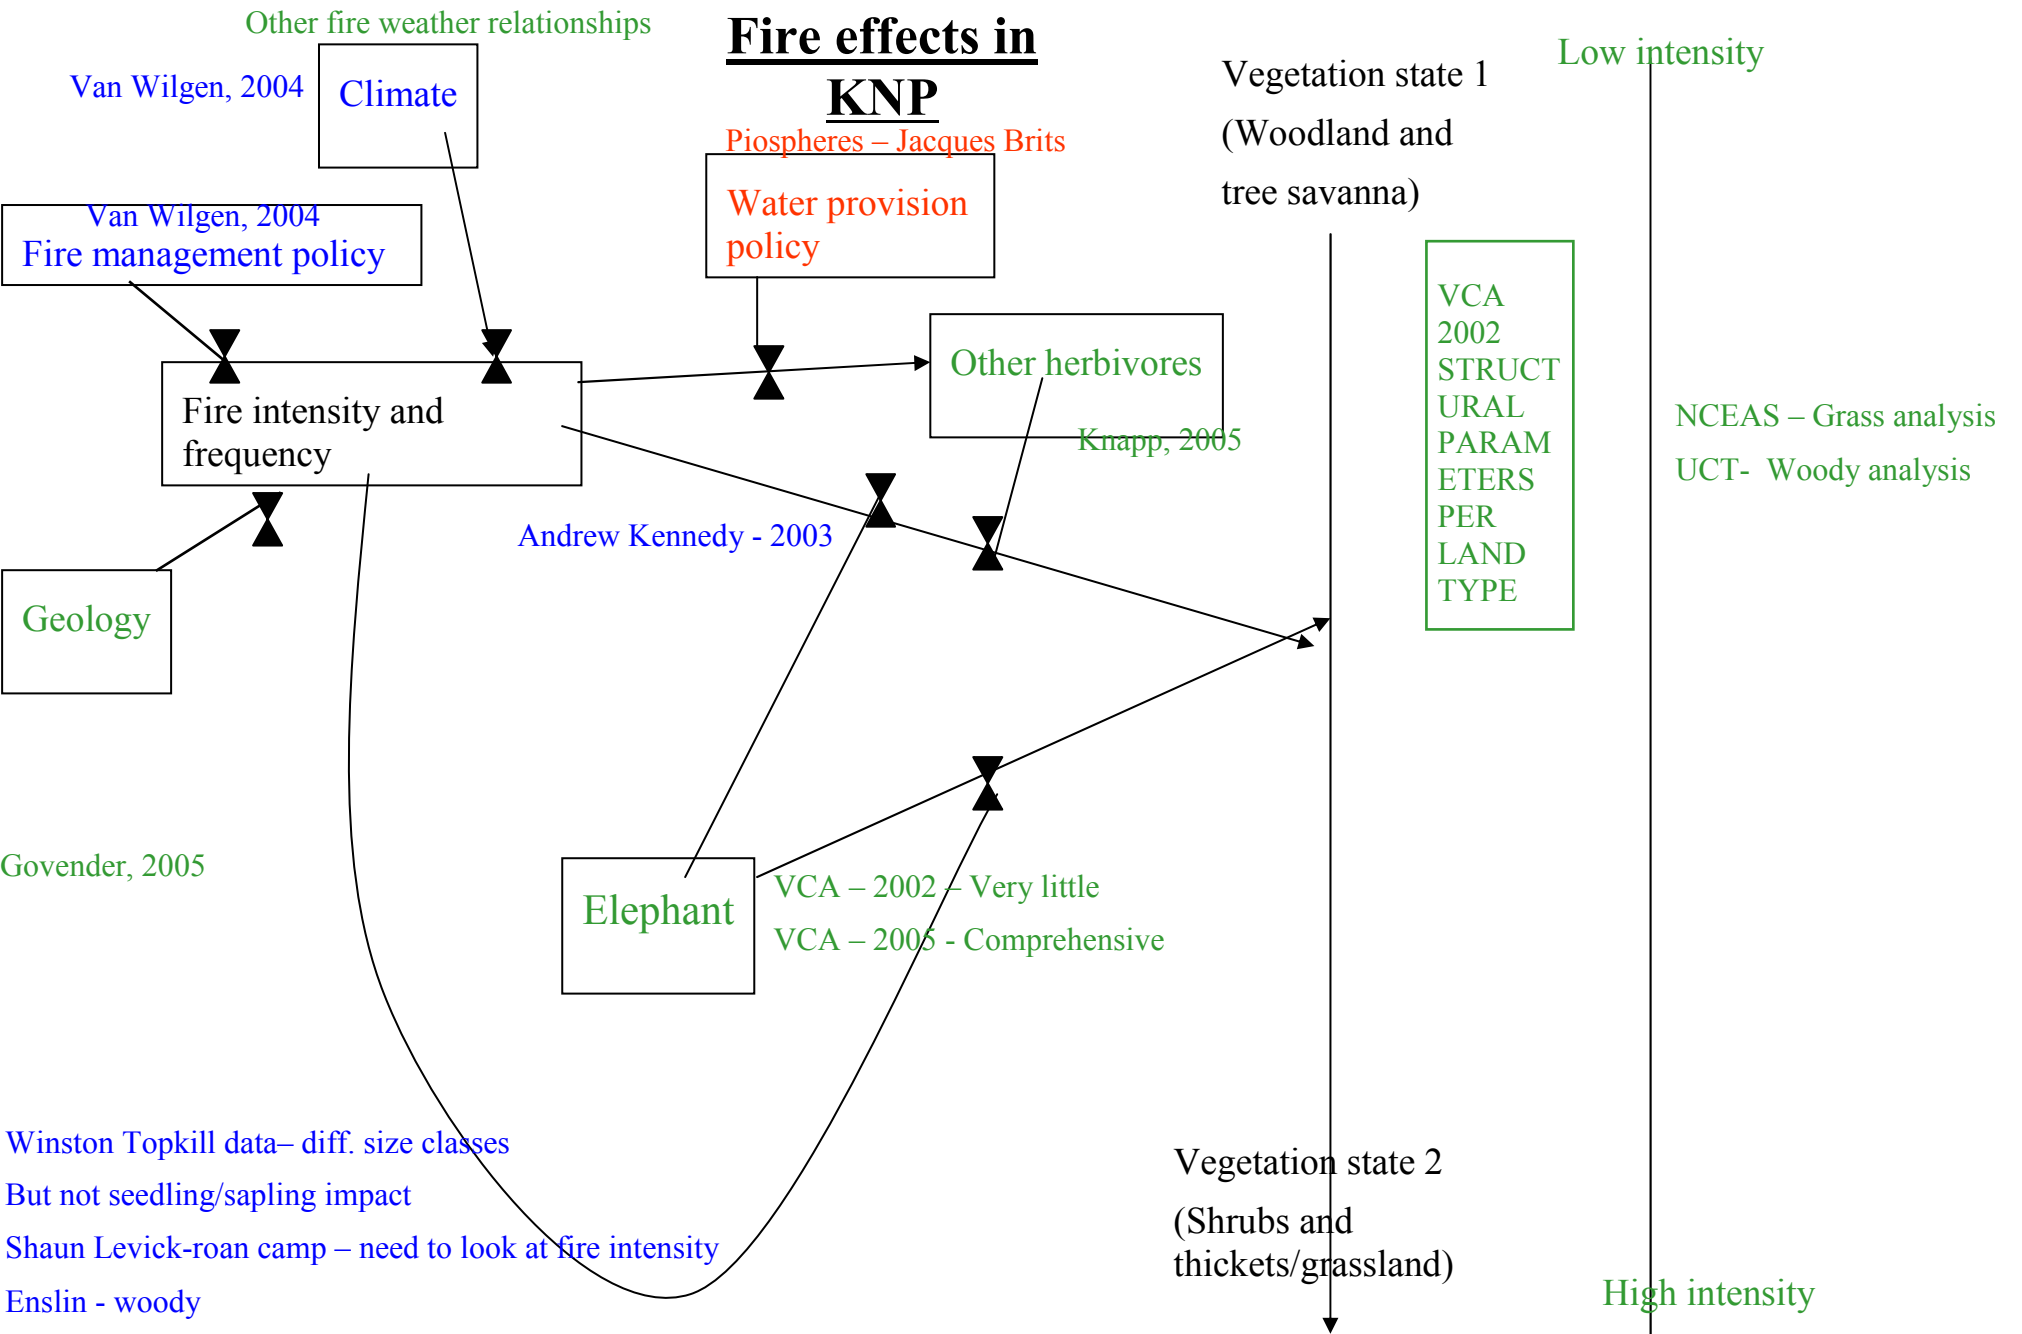 Other fire weather relationships
Fire effects in
KNP
Van Wilgen, 2004
Climate
Piospheres – Jacques Brits
Water provision
policy
Van Wilgen, 2004
Fire management policy
Fire intensity and
frequency
Other herbivores
Knapp, 2005
Andrew Kennedy - 2003
Geology
Govender, 2005
Elephant
VCA – 2002 – Very little
VCA – 2005 - Comprehensive
Winston Topkill data– diff. size classes
But not seedling/sapling impact
Shaun Levick-roan camp – need to look at fire intensity
Enslin - woody
Vegetation state 1
(Woodland and
tree savanna)
Vegetation state 2
(Shrubs and
thickets/grassland)
VCA
2002
STRUCT
URAL
PARAM
ETERS
PER
LAND
TYPE
Low intensity
NCEAS – Grass analysis
UCT- Woody analysis
High intensity